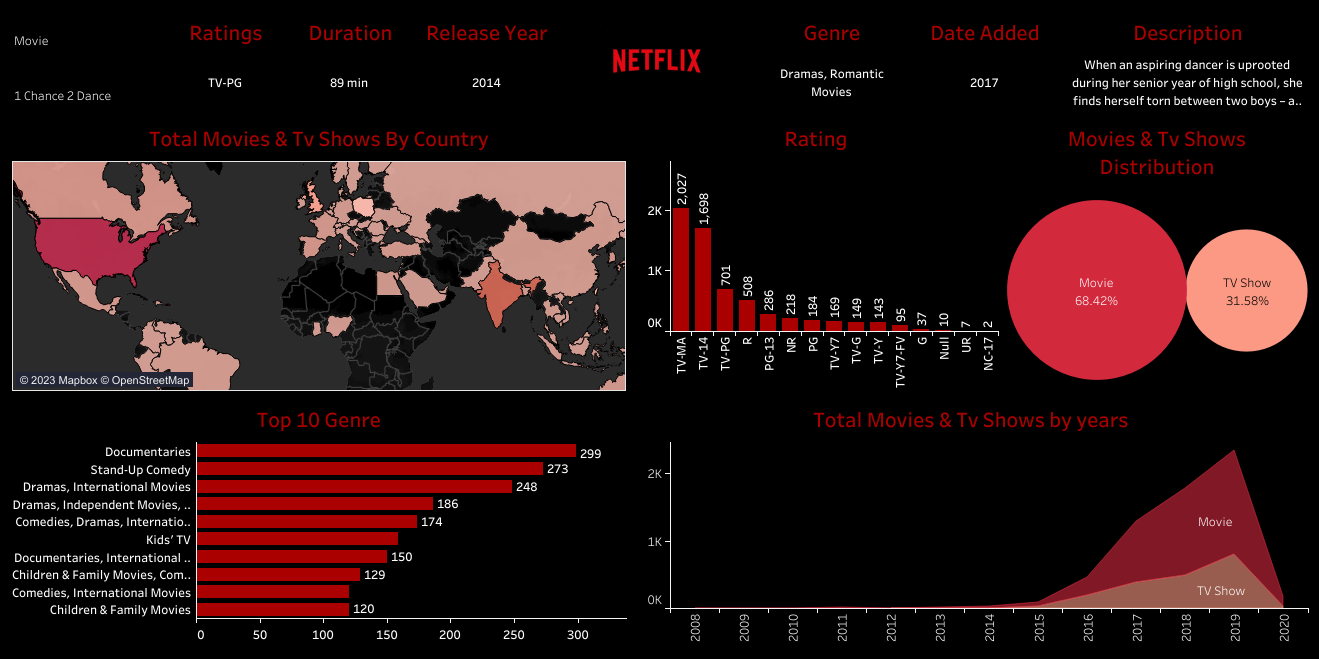 Movie
1 Chance 2 Dance
Ratings
TV-PG
Duration
89 min
Release Year
2014
NETFLIX
Genre
Dramas, Romantic
Movies
Date Added
2017
Description
When an aspiring dancer is uprooted
during her senior year of high school, she
finds herself torn between two boys – a..
Total Movies & Tv Shows By Country
© 2023 Mapbox © OpenStreetMap
Rating
2K
1K
0K
2,027
1,698
701
508
286
218
184
169
149
143
95
37
10
7
2
TV-MA
TV-14
TV-PG
R
PG-13
NR
PG
TV-Y7
TV-G
TV-Y
TV-Y7-FV
G
Null
UR
NC-17
Movies & Tv Shows
Distribution
Movie
68.42%
TV Show
31.58%
Top 10 Genre
Documentaries 299
Stand-Up Comedy 273
Dramas, International Movies 248
Dramas, Independent Movies, .. 186
Comedies, Dramas, Internatio.. 174
Kids’ TV
Documentaries, International .. 150
Children & Family Movies, Com.. 129
Comedies, International Movies
Children & Family Movies 120
0 50 100 150 200 250 300
Total Movies & Tv Shows by years
2K
1K
0K
Movie
TV Show
2008
2009
2010
2011
2012
2013
2014
2015
2016
2017
2018
2019
2020